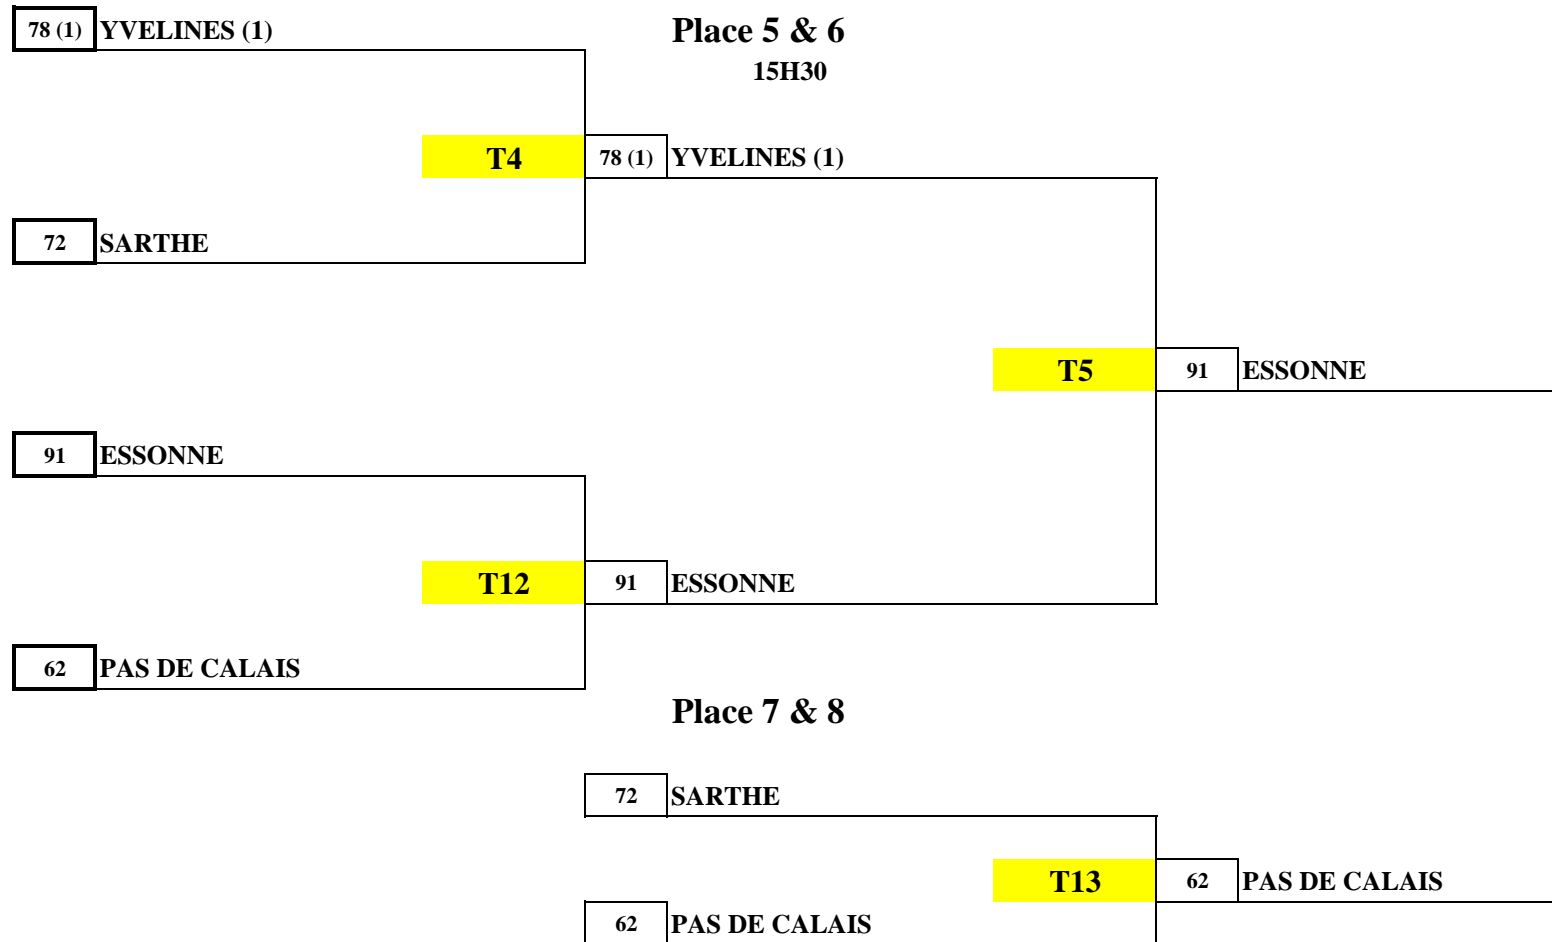 78 (1) YVELINES (1) Place 5 & 6
15H30
T4 78 (1) YVELINES (1)
72 SARTHE
T5 91 ESSONNE
91 ESSONNE
T12 91 ESSONNE
62 PAS DE CALAIS
Place 7 & 8
72 SARTHE
T13 62 PAS DE CALAIS
62 PAS DE CALAIS